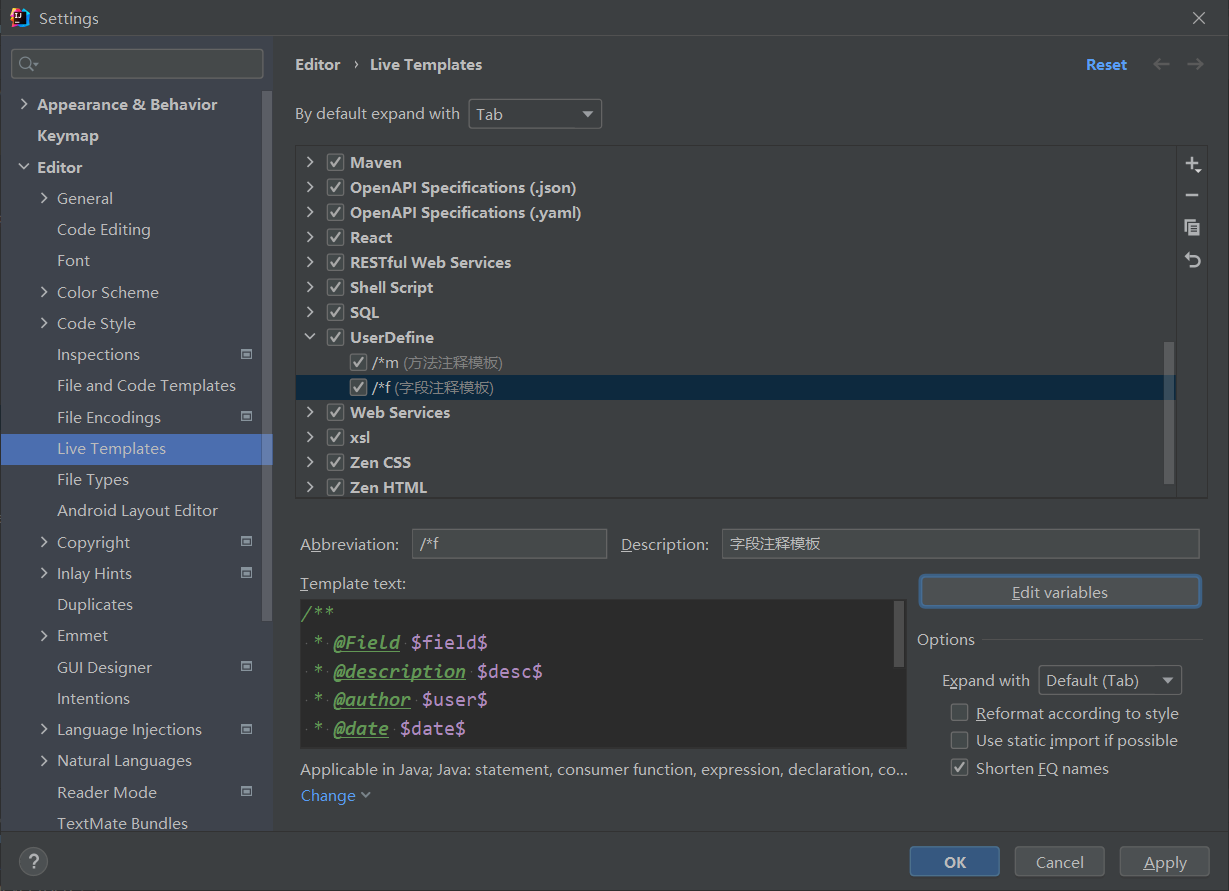 Settings
Appearance & Behavior
Keymap
Editor
General
Code Editing
Font
Color Scheme
Code Style
Inspections
File and Code Templates
File Encodings
Live Templates
File Types
Android Layout Editor
Copyright
Inlay Hints
Duplicates
Emmet
GUI Designer
Intentions
Language Injections
Natural Languages
Reader Mode
TextMate Bundles
Editor › Live Templates
Reset
By default expand with Tab
Maven
OpenAPI Specifications (.json)
OpenAPI Specifications (.yaml)
React
RESTful Web Services
Shell Script
SQL
UserDefine
/*m (方法注释模板)
/*f (字段注释模板)
Web Services
xsl
Zen CSS
Zen HTML
Abbreviation: /*f Description: 字段注释模板
Template text:
/**
* @Field $field$
* @description $desc$
* @author $user$
* @date $date$
Edit variables
Options
Expand with Default (Tab)
Reformat according to style
Use static import if possible
Shorten FQ names
Applicable in Java; Java: statement, consumer function, expression, declaration, co...
Change
? OK Cancel Apply